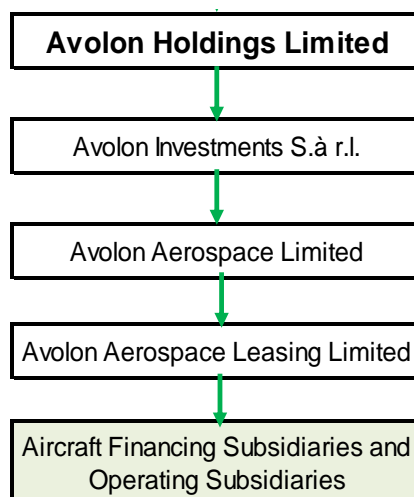 Avolon Holdings Limited
Avolon Investments S.à r.l.
Avolon Aerospace Limited
Avolon Aerospace Leasing Limited
Aircraft Financing Subsidiaries and
Operating Subsidiaries